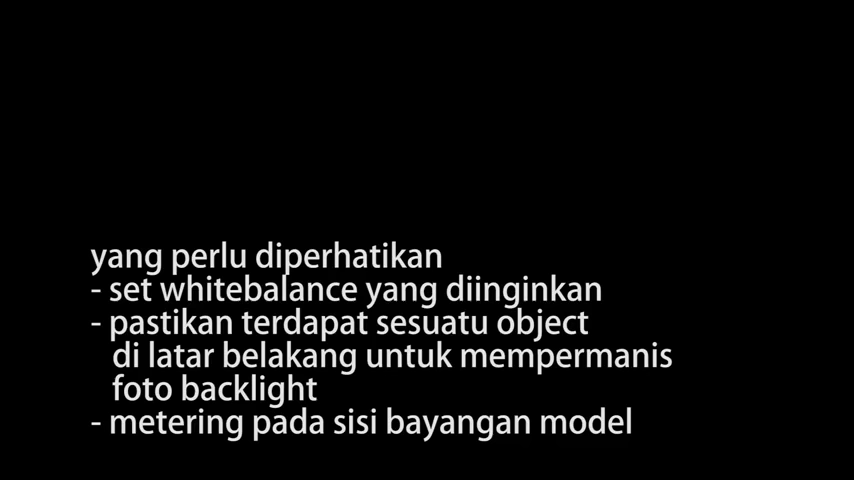 yang perlu diperhatikan
- set whitebalance yang diinginkan
- pastikan terdapat sesuatu object
di latar belakang untuk mempermanis
foto backlight
- metering pada sisi bayangan model